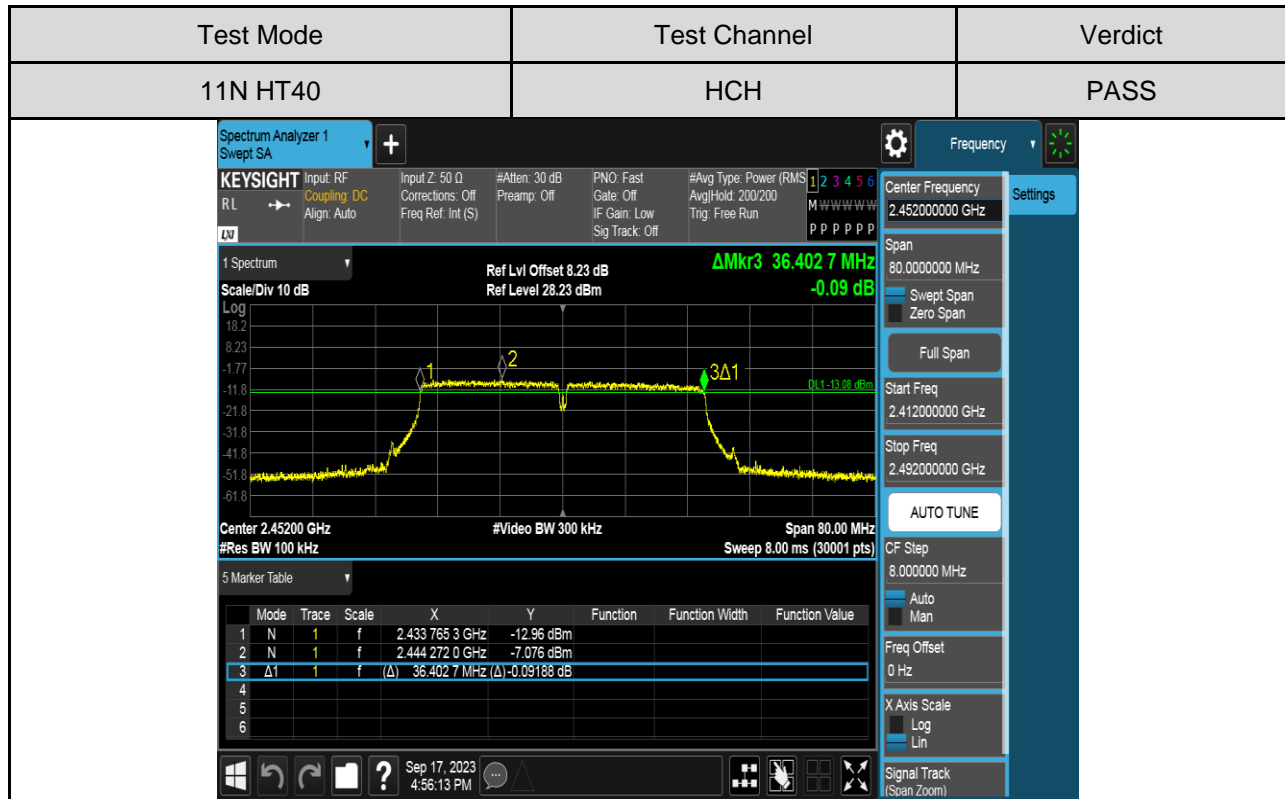 Test Mode Test Channel Verdict
11N HT40 HCH PASS
Spectrum Analyzer 1
Swept SA
Frequency
KEYSIGHT Input: RF Input Z: 50 Ω #Atten: 30 dB PNO: Fast #Avg Type: Power (RMS 1 2 3 4 5 6
RL Coupling: DC Corrections: Off Preamp: Off Gate: Off Avg|Hold: 200/200 M W W W W W
Align: Auto Freq Ref: Int (S) IF Gain: Low Trig: Free Run
LXI Sig Track: Off P P P P P P
1 Spectrum
Ref Lvl Offset 8.23 dB ΔMkr3 36.402 7 MHz
Scale/Div 10 dB Ref Level 28.23 dBm -0.09 dB
Log
18.2
8.23
-1.77
-11.8
-21.8
-31.8
-41.8
-51.8
-61.8
1
2
3Δ1
DL1 -13.08 dBm
Center 2.45200 GHz #Video BW 300 kHz Span 80.00 MHz
#Res BW 100 kHz Sweep 8.00 ms (30001 pts)
5 Marker Table
Mode Trace Scale X Y Function Function Width Function Value
1 N 1 f 2.433 765 3 GHz -12.96 dBm
2 N 1 f 2.444 272 0 GHz -7.076 dBm
3 Δ1 1 f (Δ) 36.402 7 MHz (Δ) -0.09188 dB
4
5
6
Sep 17, 2023
4:56:13 PM
Center Frequency
2.452000000 GHz
Settings
Span
80.0000000 MHz
Swept Span
Zero Span
Full Span
Start Freq
2.412000000 GHz
Stop Freq
2.492000000 GHz
AUTO TUNE
CF Step
8.000000 MHz
Auto
Man
Freq Offset
0 Hz
X Axis Scale
Log
Lin
Signal Track
(Span Zoom)